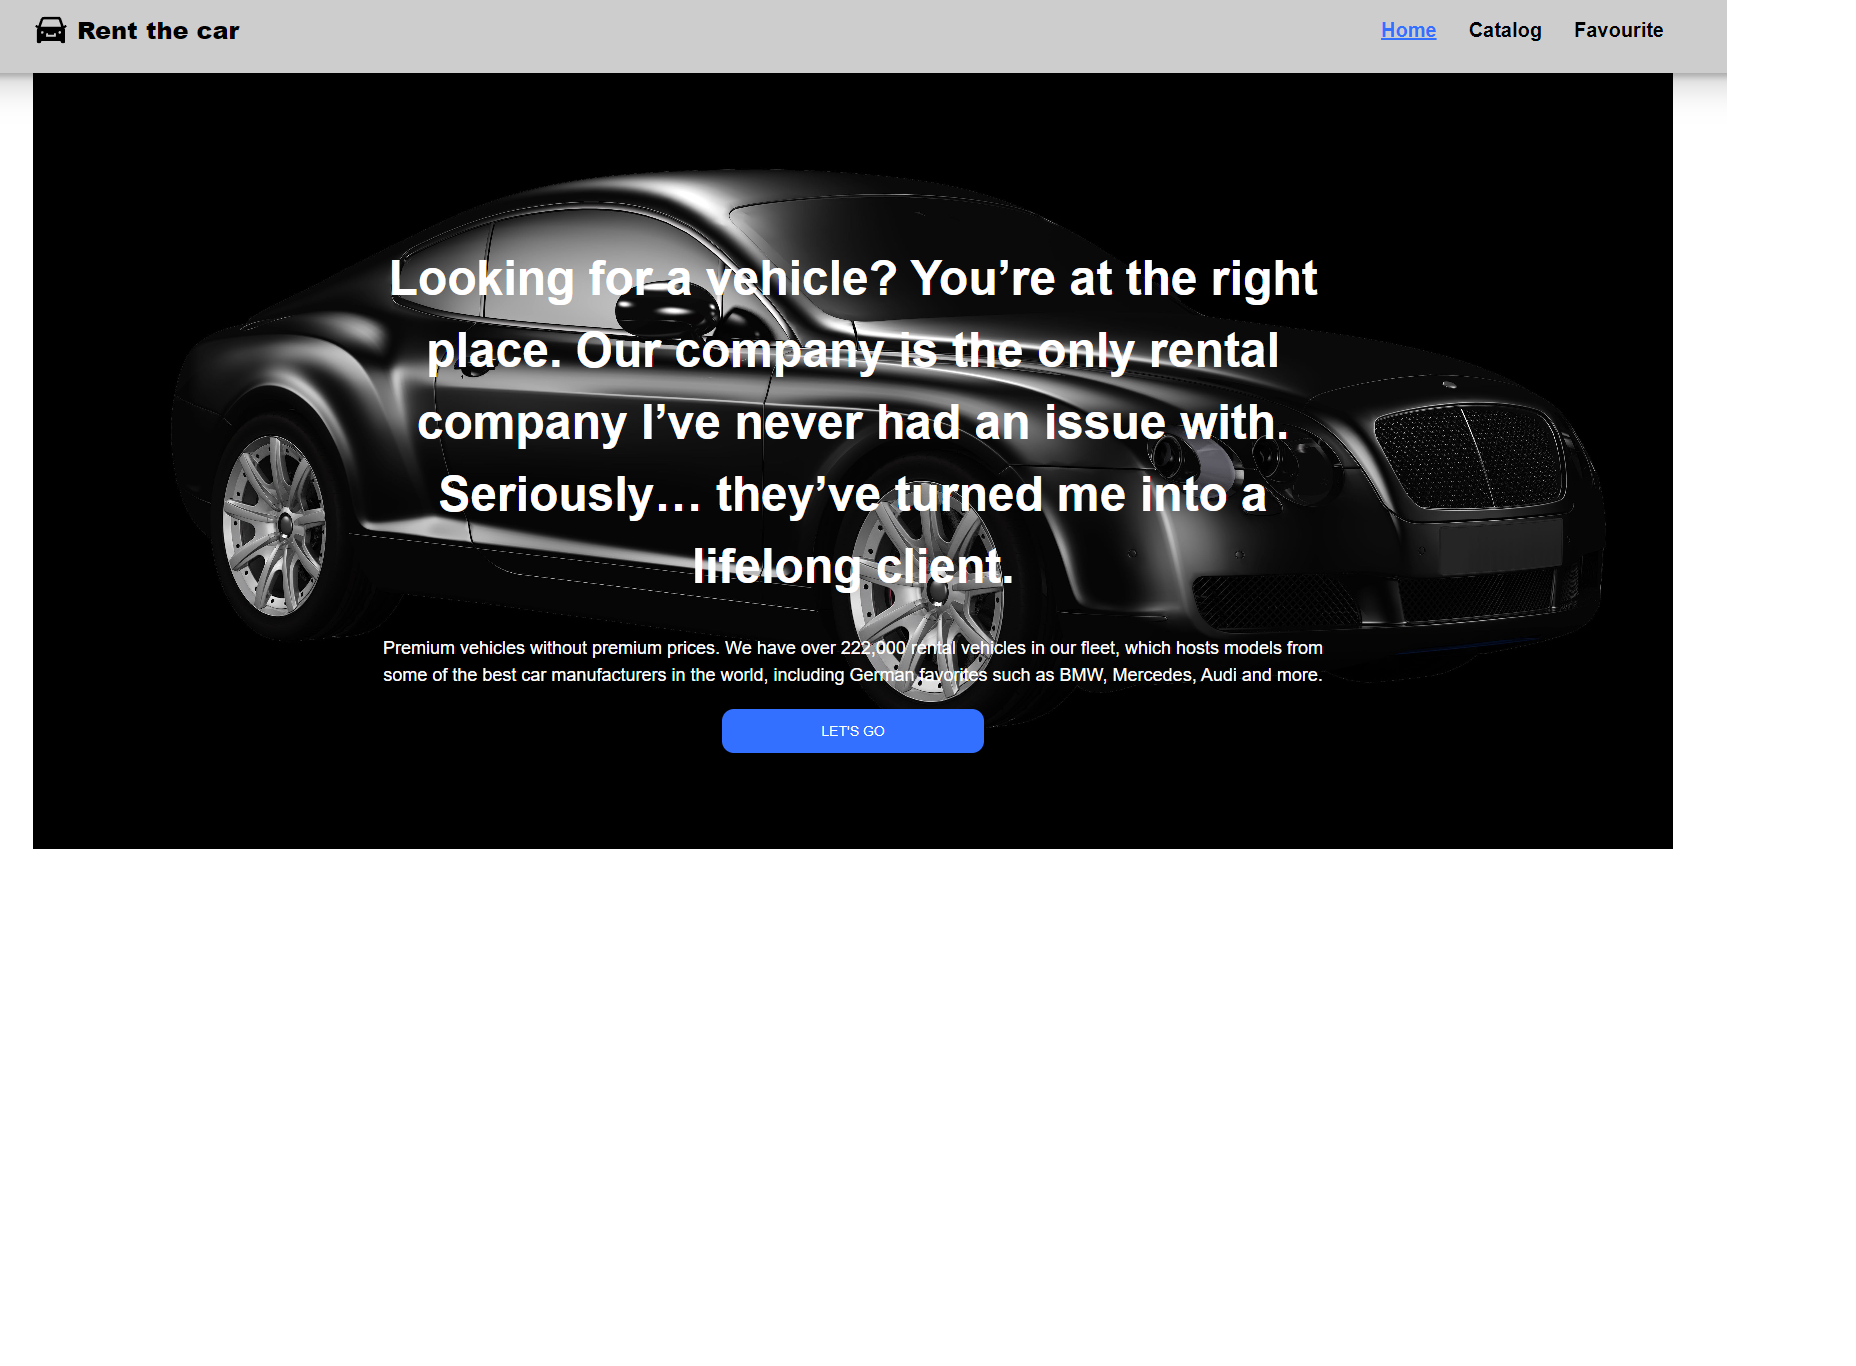 Rent the car
Home Catalog Favourite
Looking for a vehicle? You’re at the right
place. Our company is the only rental
company I’ve never had an issue with.
Seriously… they’ve turned me into a
lifelong client.
Premium vehicles without premium prices. We have over 222,000 rental vehicles in our fleet, which hosts models from
some of the best car manufacturers in the world, including German favorites such as BMW, Mercedes, Audi and more.
LET'S GO